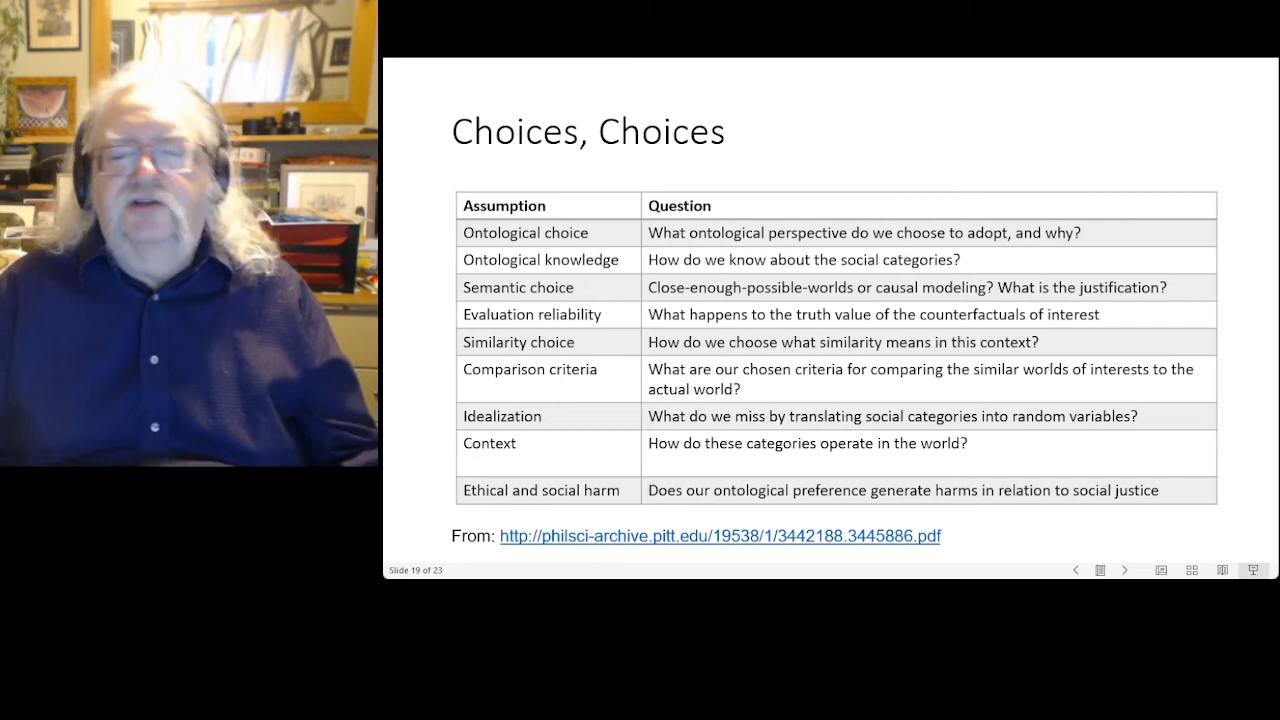 Choices, Choices
Assumption Question
Ontological choice What ontological perspective do we choose to adopt, and why?
Ontological knowledge How do we know about the social categories?
Semantic choice Close-enough-possible-worlds or causal modeling? What is the justification?
Evaluation reliability What happens to the truth value of the counterfactuals of interest
Similarity choice How do we choose what similarity means in this context?
Comparison criteria What are our chosen criteria for comparing the similar worlds of interests to the
actual world?
Idealization What do we miss by translating social categories into random variables?
Context How do these categories operate in the world?
Ethical and social harm Does our ontological preference generate harms in relation to social justice
From: http://philsci-archive.pitt.edu/19538/1/3442188.3445886.pdf
Slide 19 of 23